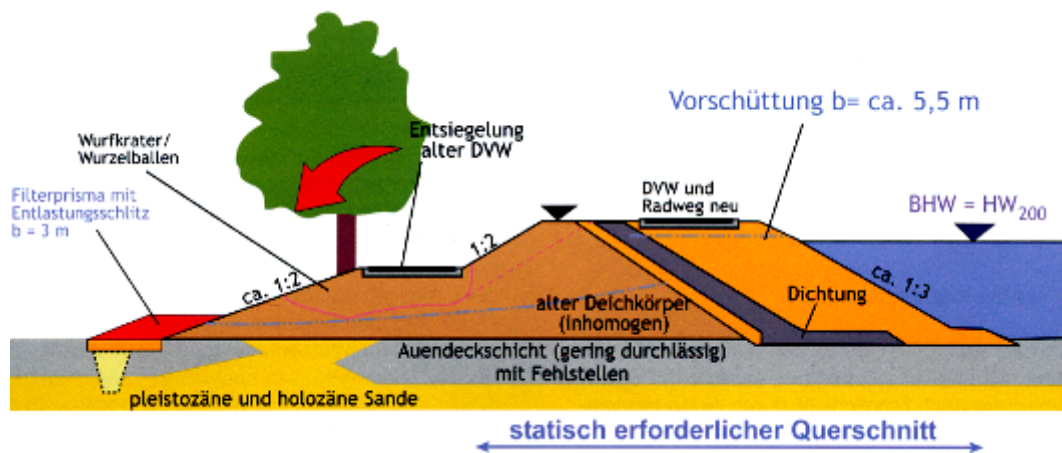 Vorschüttung b= ca. 5,5 m
Entsiegelung
alter DVW
Wurfkrater/
Wurzelballen
Filterprisma mit
Entlastungsschlitz
b = 3 m
DVW und
Radweg neu
BHW = HW200
1:2
ca. 1:2
ca. 1:3
Dichtung
alter Deichkörper
(inhomogen)
Auendeckschicht (gering durchlässig)
mit Fehlstellen
pleistozäne und holozäne Sande
statisch erforderlicher Querschnitt